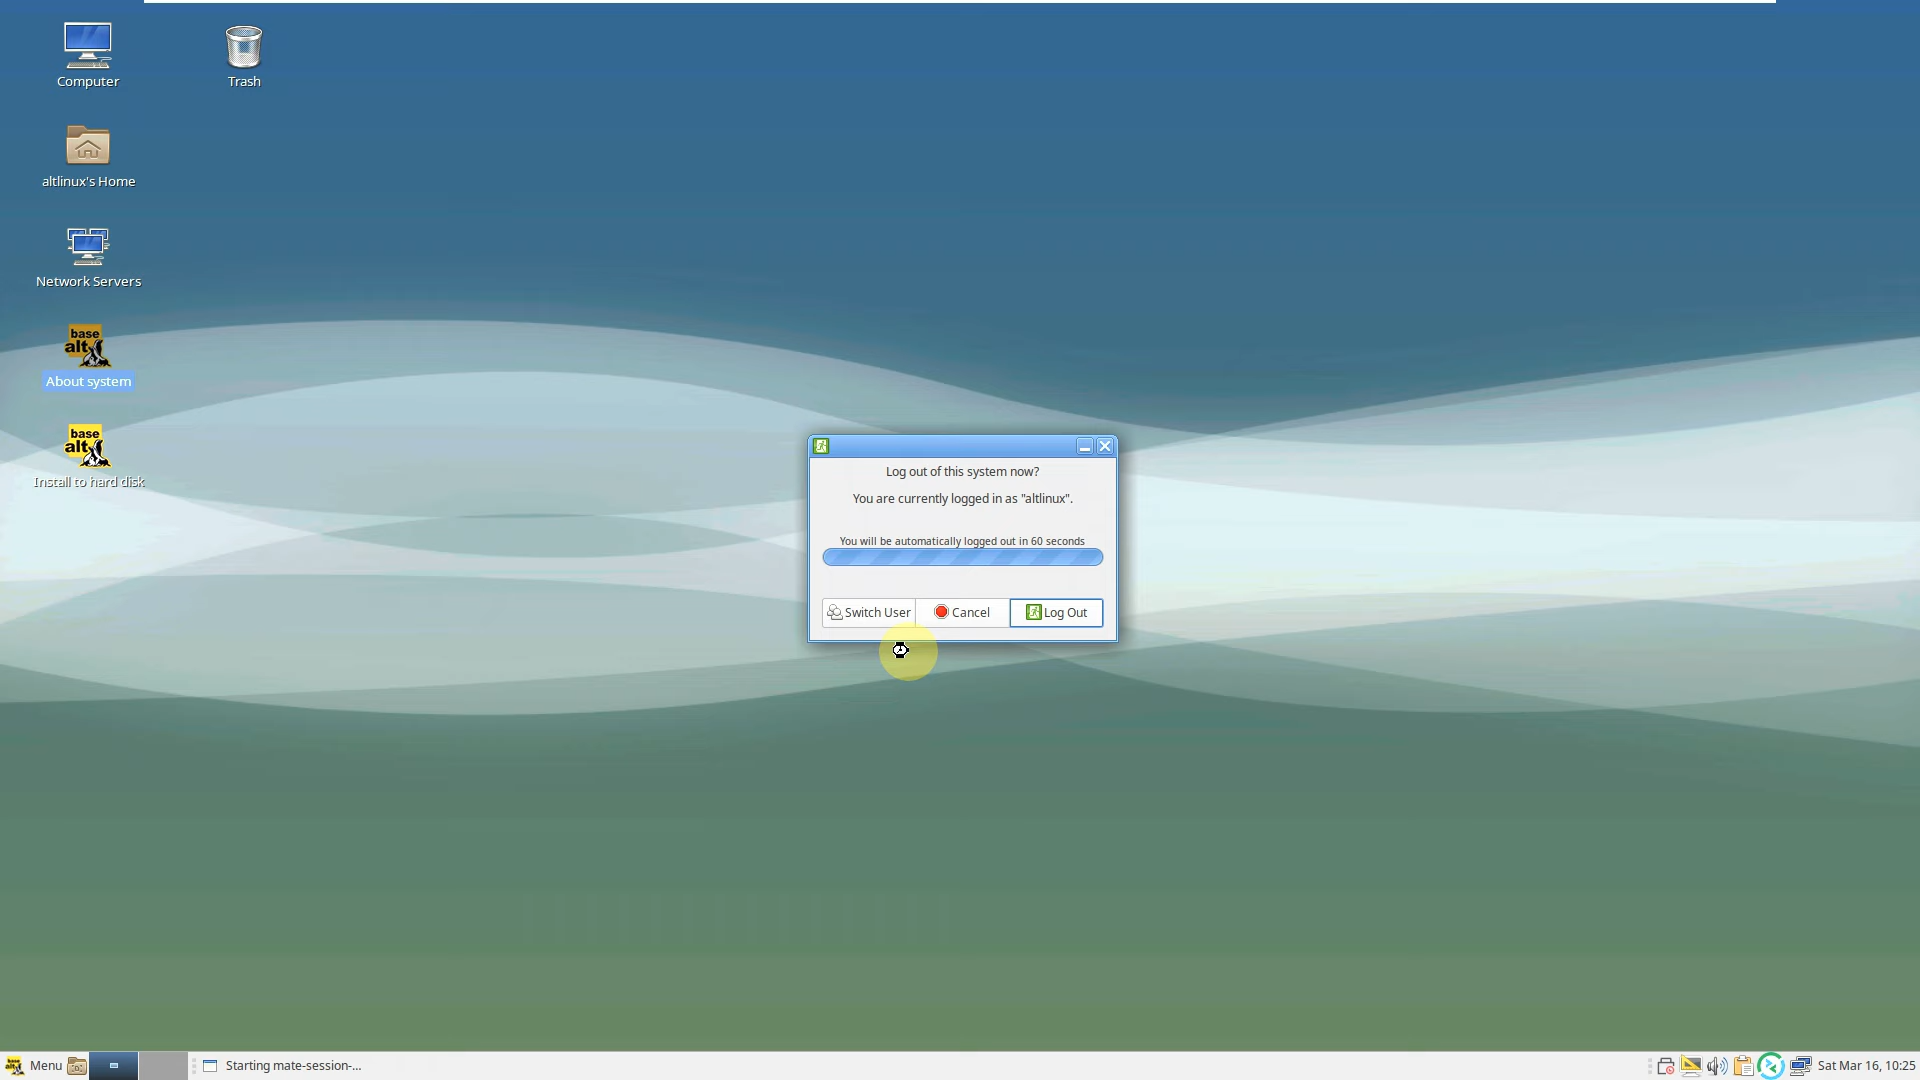 Computer
Trash
altlinux's Home
Network Servers
base
alt
About system
base
alt
Install to hard disk
Log out of this system now?
You are currently logged in as "altlinux".
You will be automatically logged out in 60 seconds
Switch User
Cancel
Log Out
Menu
Starting mate-session-...
Sat Mar 16, 10:25